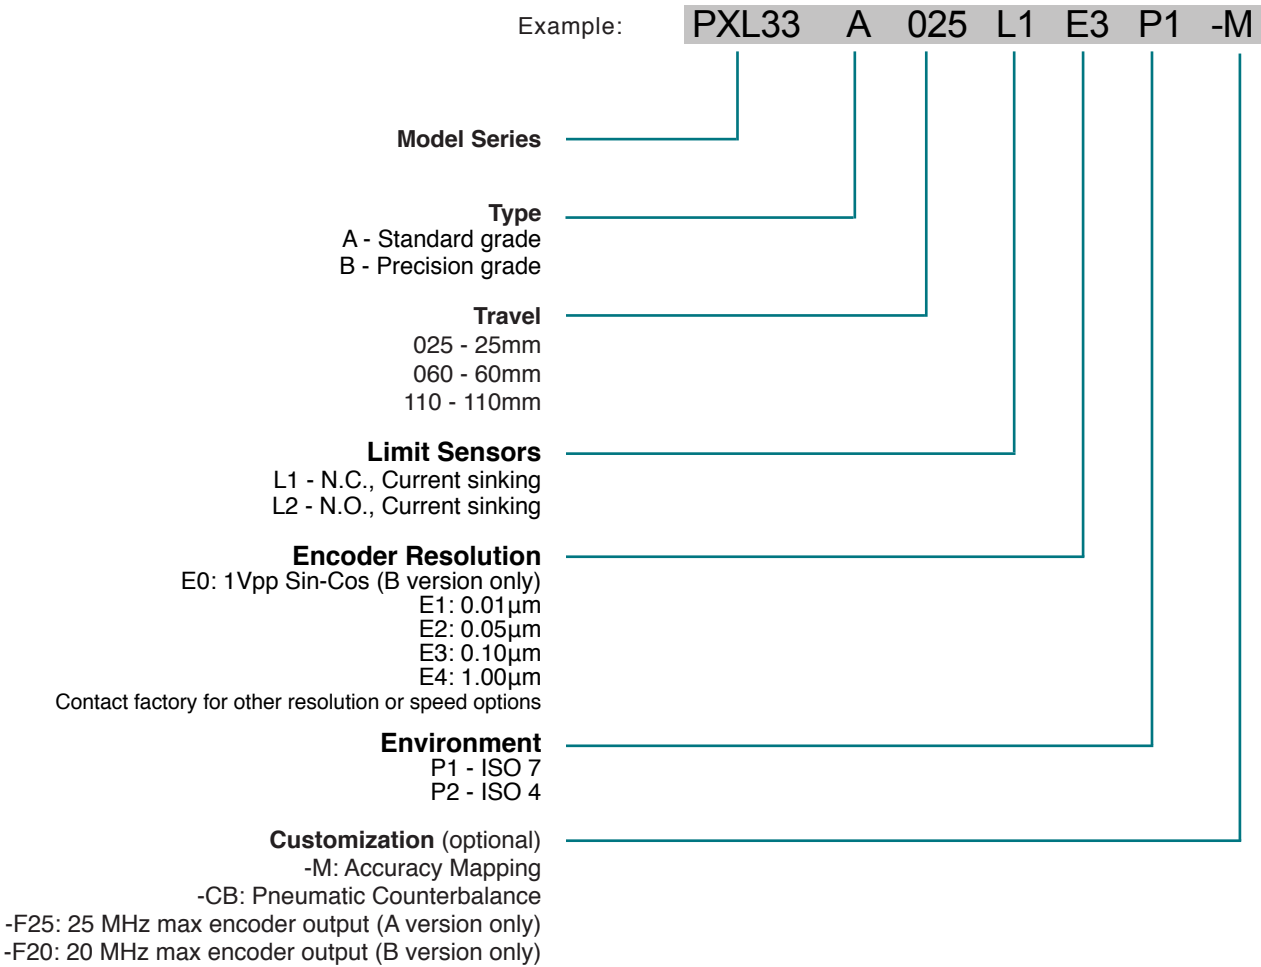 Example: PXL33 A 025 L1 E3 P1 -M
Model Series
Type
A - Standard grade
B - Precision grade
Travel
025 - 25mm
060 - 60mm
110 - 110mm
Limit Sensors
L1 - N.C., Current sinking
L2 - N.O., Current sinking
Encoder Resolution
E0: 1Vpp Sin-Cos (B version only)
E1: 0.01µm
E2: 0.05µm
E3: 0.10µm
E4: 1.00µm
Contact factory for other resolution or speed options
Environment
P1 - ISO 7
P2 - ISO 4
Customization (optional)
-M: Accuracy Mapping
-CB: Pneumatic Counterbalance
-F25: 25 MHz max encoder output (A version only)
-F20: 20 MHz max encoder output (B version only)